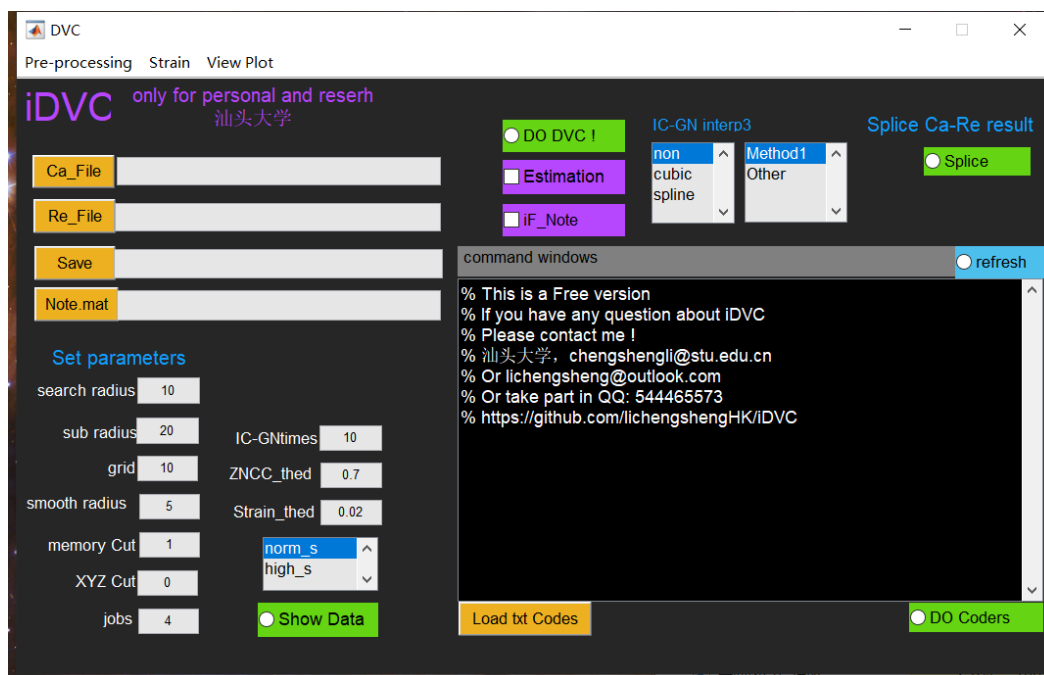 DVC
Pre-processing Strain View Plot
iDVC
only for personal and reserh
汕头大学
DO DVC !
Estimation
iF_Note
IC-GN interp3
non
cubic
spline
Method1
Other
Splice Ca-Re result
Splice
Ca_File
Re_File
Save
Note.mat
command windows
refresh
% This is a Free version
% If you have any question about iDVC
% Please contact me !
% 汕头大学，chengshengli@stu.edu.cn
% Or lichengsheng@outlook.com
% Or take part in QQ: 544465573
% https://github.com/lichengshengHK/iDVC
Set parameters
search radius 10
sub radius 20
grid 10
smooth radius 5
memory Cut 1
XYZ Cut 0
jobs 4
IC-GNtimes 10
ZNCC_thed 0.7
Strain_thed 0.02
norm_s
high_s
Show Data
Load txt Codes
DO Coders